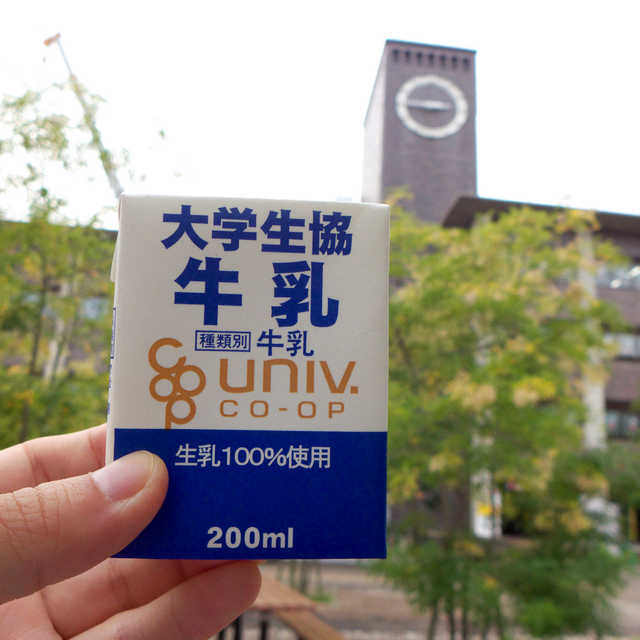 大学生協
牛乳
種類別 牛乳
coop univ.
CO-OP
生乳100%使用
200ml